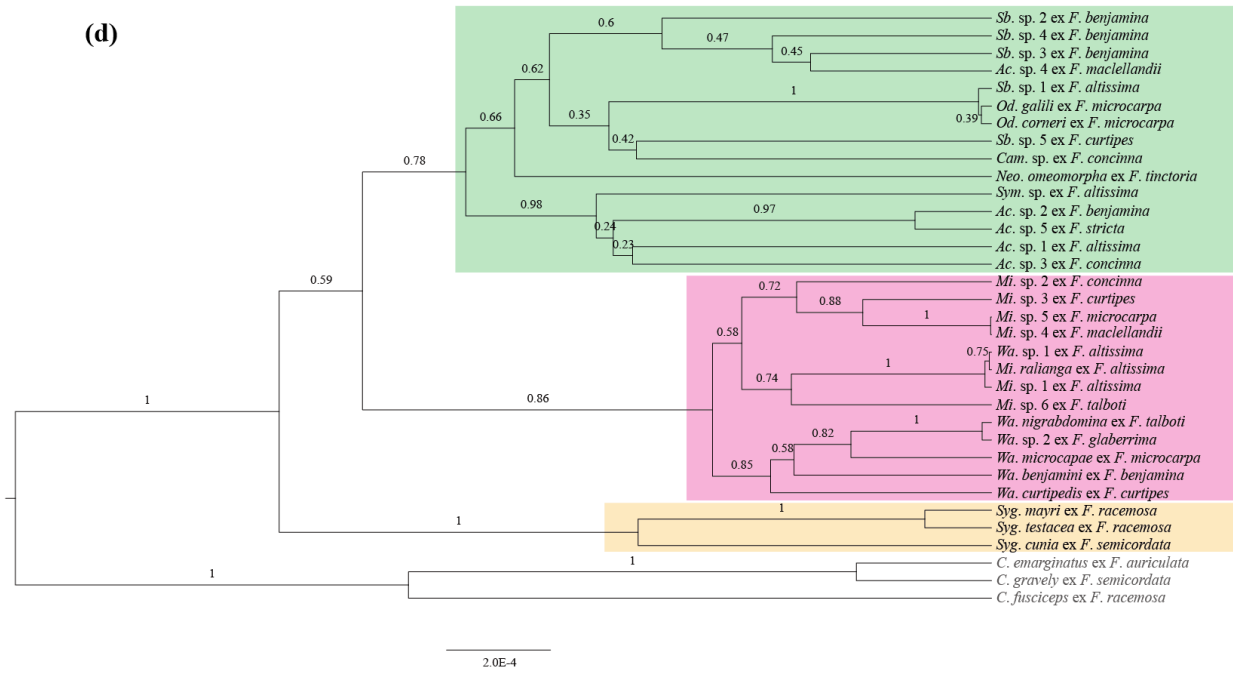 (d)
Sb. sp. 2 ex F. benjamina
0.6
Sb. sp. 4 ex F. benjamina
0.47
Sb. sp. 3 ex F. benjamina
0.45
Ac. sp. 4 ex F. maclellandii
0.62
Sb. sp. 1 ex F. altissima
1
Od. galili ex F. microcarpa
0.39
Od. corneri ex F. microcarpa
0.35
Sb. sp. 5 ex F. curtipes
0.42
Cam. sp. ex F. concinna
0.66
Neo. omeomorpha ex F. tinctoria
0.78
Sym. sp. ex F. altissima
0.98
Ac. sp. 2 ex F. benjamina
0.97
Ac. sp. 5 ex F. stricta
0.24
Ac. sp. 1 ex F. altissima
0.23
Ac. sp. 3 ex F. concinna
0.59
Mi. sp. 2 ex F. concinna
0.72
Mi. sp. 3 ex F. curtipes
0.88
Mi. sp. 5 ex F. microcarpa
1
Mi. sp. 4 ex F. maclellandii
0.58
Wa. sp. 1 ex F. altissima
0.75
Mi. ralianga ex F. altissima
1
Mi. sp. 1 ex F. altissima
0.74
Mi. sp. 6 ex F. talboti
0.86
Wa. nigrabdomina ex F. talboti
1
Wa. sp. 2 ex F. glaberrima
0.82
Wa. microcapae ex F. microcarpa
0.58
Wa. benjamini ex F. benjamina
0.85
Wa. curtipedis ex F. curtipes
1
Syg. mayri ex F. racemosa
1
Syg. testacea ex F. racemosa
1
Syg. cunia ex F. semicordata
C. emarginatus ex F. auriculata
1
C. gravely ex F. semicordata
1
C. fusciceps ex F. racemosa
2.0E-4